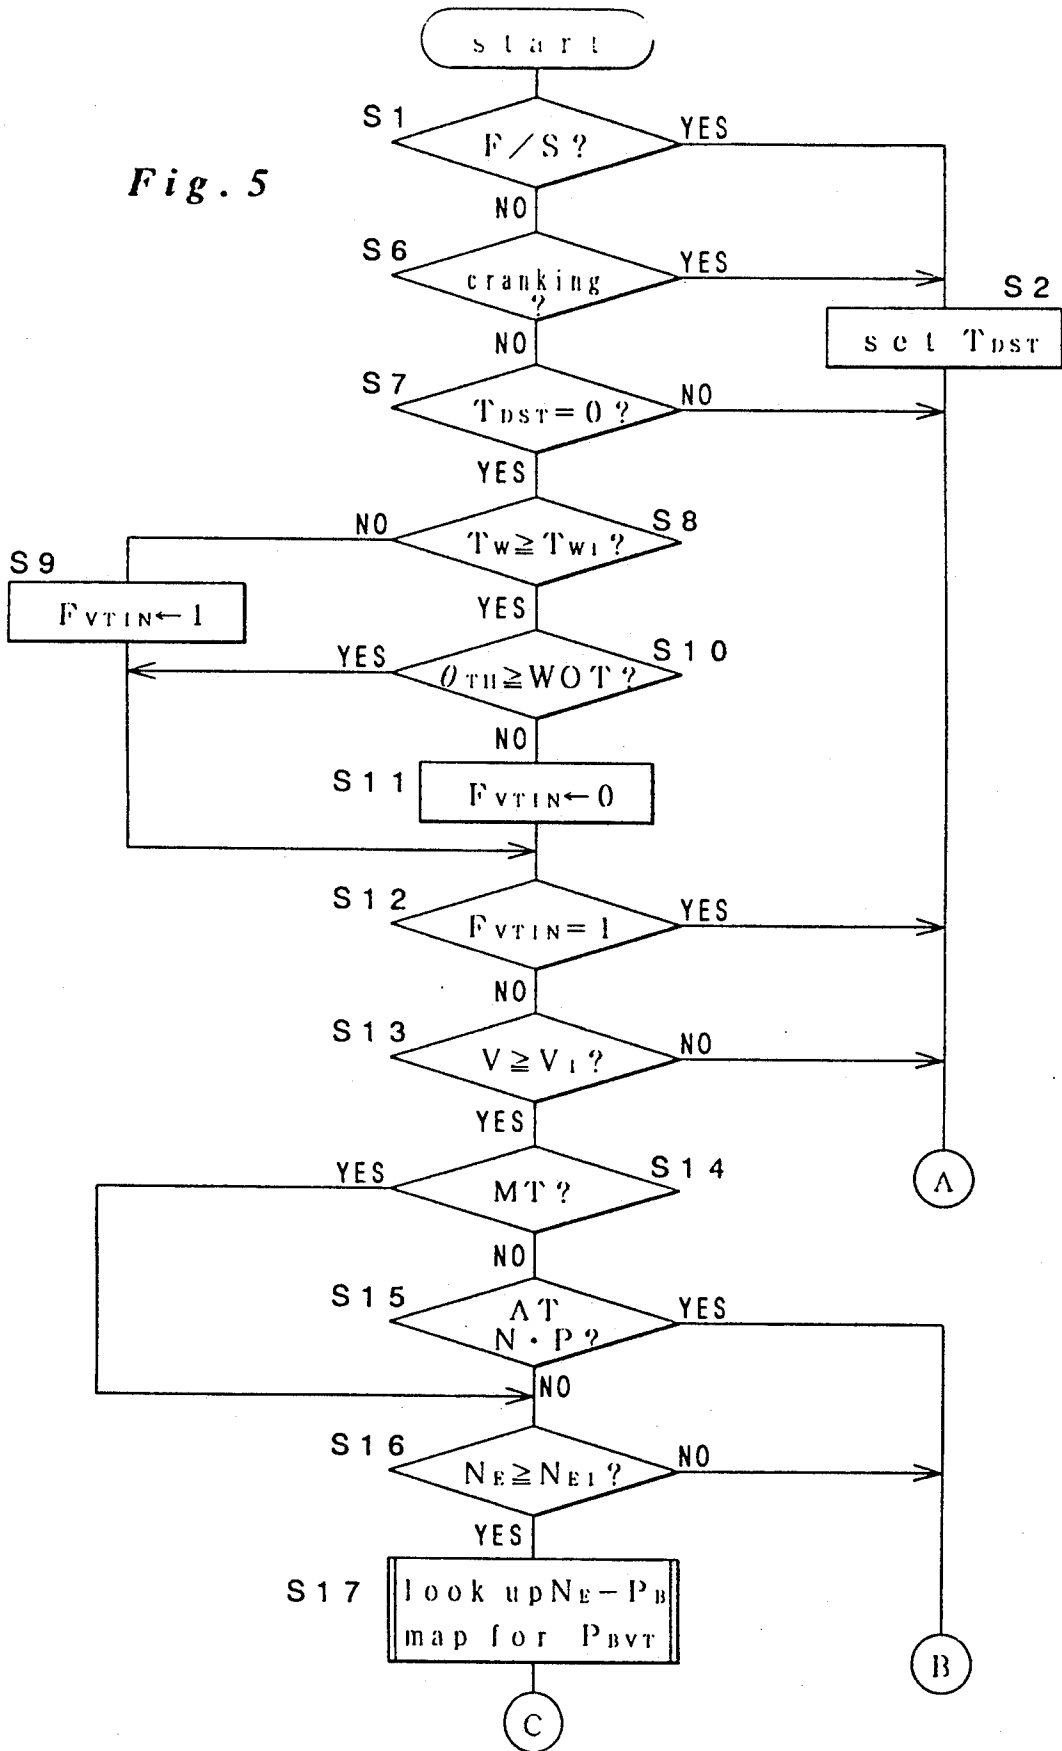 start
S1
F/S?
YES
Fig. 5
NO
S6
cranking
?
YES
S2
set TDST
NO
S7
TDST=0?
NO
YES
NO
S8
TW≧TW1?
S9
FVTIN←1
YES
YES
S10
θTH≧WOT?
NO
S11
FVTIN←0
S12
FVTIN=1
YES
NO
S13
V≧V1?
NO
YES
YES
S14
MT?
A
NO
S15
AT
N·P?
YES
NO
S16
NE≧NE1?
NO
YES
S17
look up NE-PB
map for PBVT
B
C